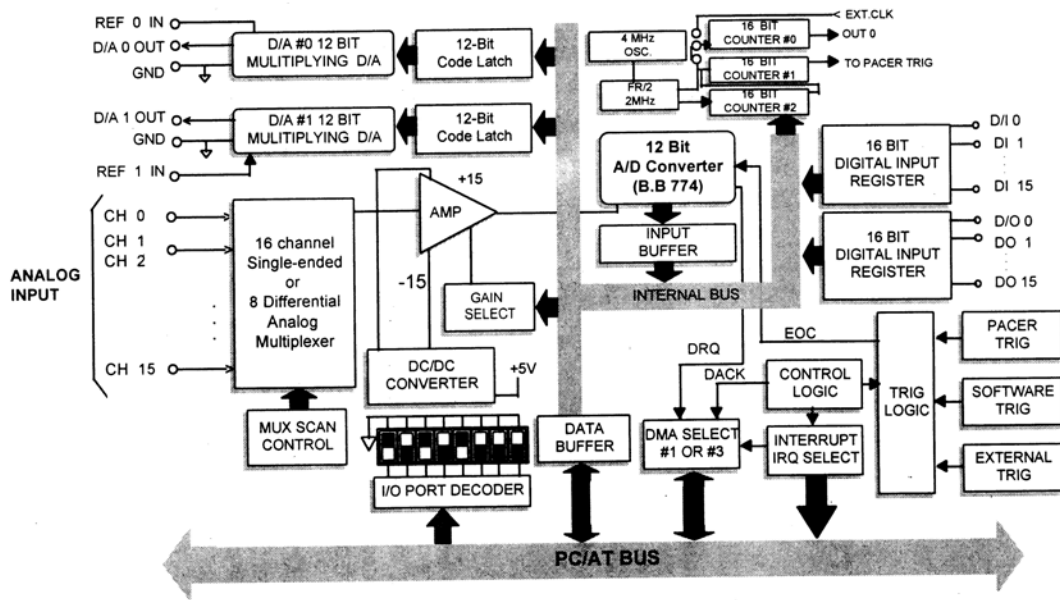 REF 0 IN
D/A 0 OUT
GND
D/A #0 12 BIT
MULITIPLYING D/A
12-Bit
Code Latch
D/A 1 OUT
GND
REF 1 IN
D/A #1 12 BIT
MULITPLYING D/A
12-Bit
Code Latch
4 MHz
OSC.
FR/2
2MHz
EXT.CLK
16 BIT
COUNTER #0
OUT 0
16 BIT
COUNTER #1
TO PACER TRIG
16 BIT
COUNTER #2
12 Bit
A/D Converter
(B.B 774)
INPUT
BUFFER
INTERNAL BUS
16 BIT
DIGITAL INPUT
REGISTER
D/I 0
DI 1
DI 15
16 BIT
DIGITAL INPUT
REGISTER
D/O 0
DO 1
DO 15
ANALOG
INPUT
CH 0
CH 1
CH 2
CH 15
16 channel
Single-ended
or
8 Differential
Analog
Multiplexer
+15
AMP
-15
GAIN
SELECT
DC/DC
CONVERTER
+5V
MUX SCAN
CONTROL
I/O PORT DECODER
DATA
BUFFER
DRQ
DACK
EOC
DMA SELECT
#1 OR #3
CONTROL
LOGIC
INTERRUPT
IRQ SELECT
TRIG
LOGIC
PACER
TRIG
SOFTWARE
TRIG
EXTERNAL
TRIG
PC/AT BUS